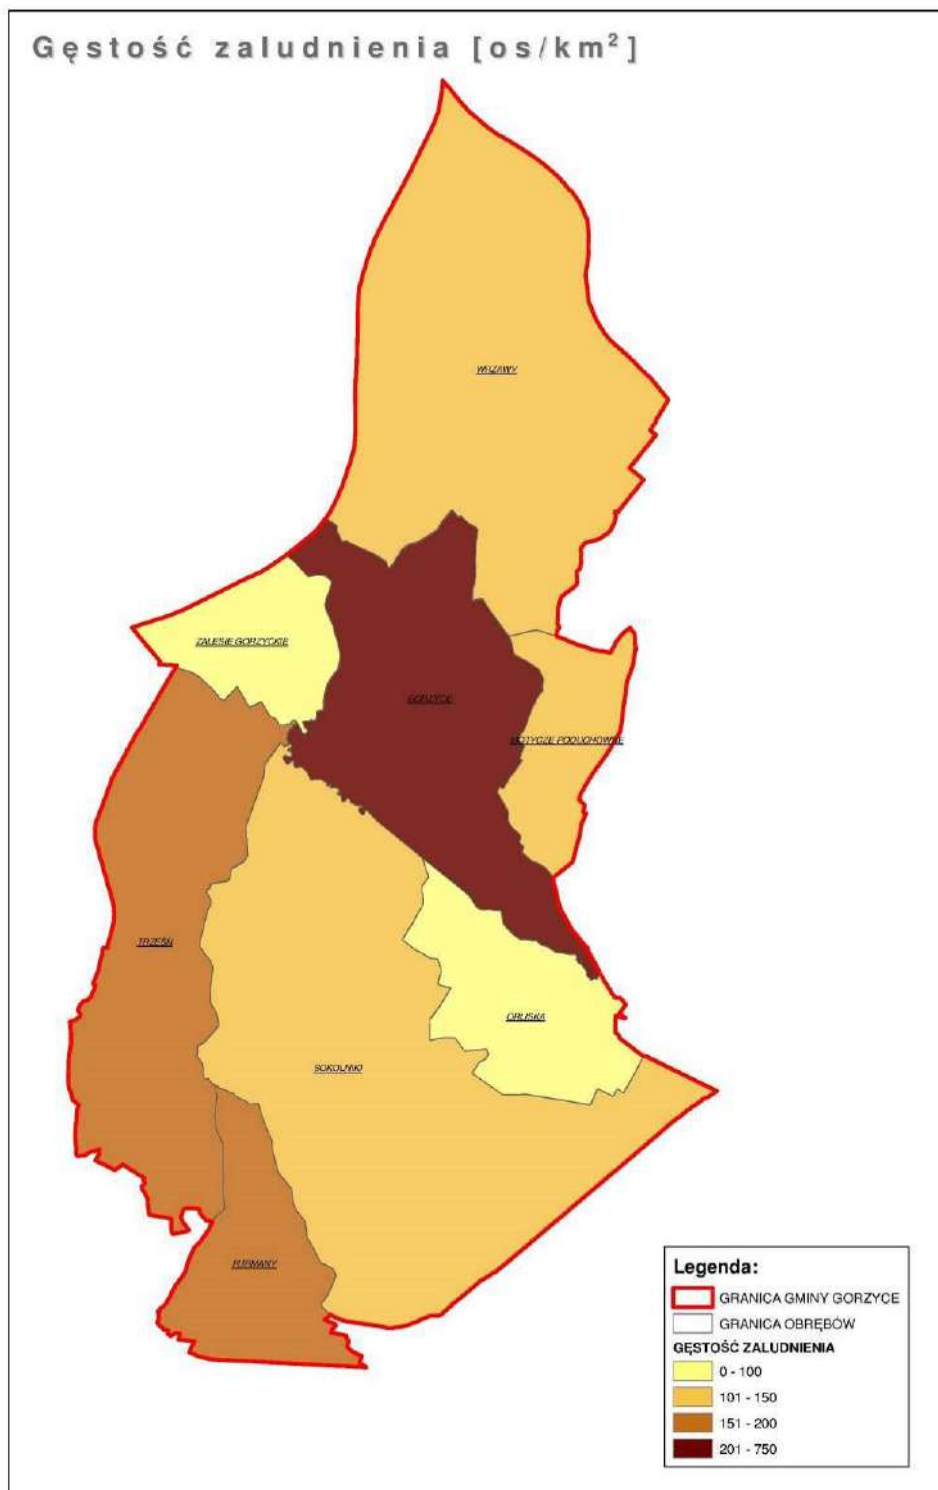 Gęstość zaludnienia [os/km²]
WRZAWY
ZALESIE GORZYCKIE
GORZYCE
MOTYCZE PODUCHOWNE
TRZEŚŃ
ORLISKA
SOKOLNIKI
FURMANY
Legenda:
GRANICA GMINY GORZYCE
GRANICA OBRĘBÓW
GĘSTOŚĆ ZALUDNIENIA
0 - 100
101 - 150
151 - 200
201 - 750